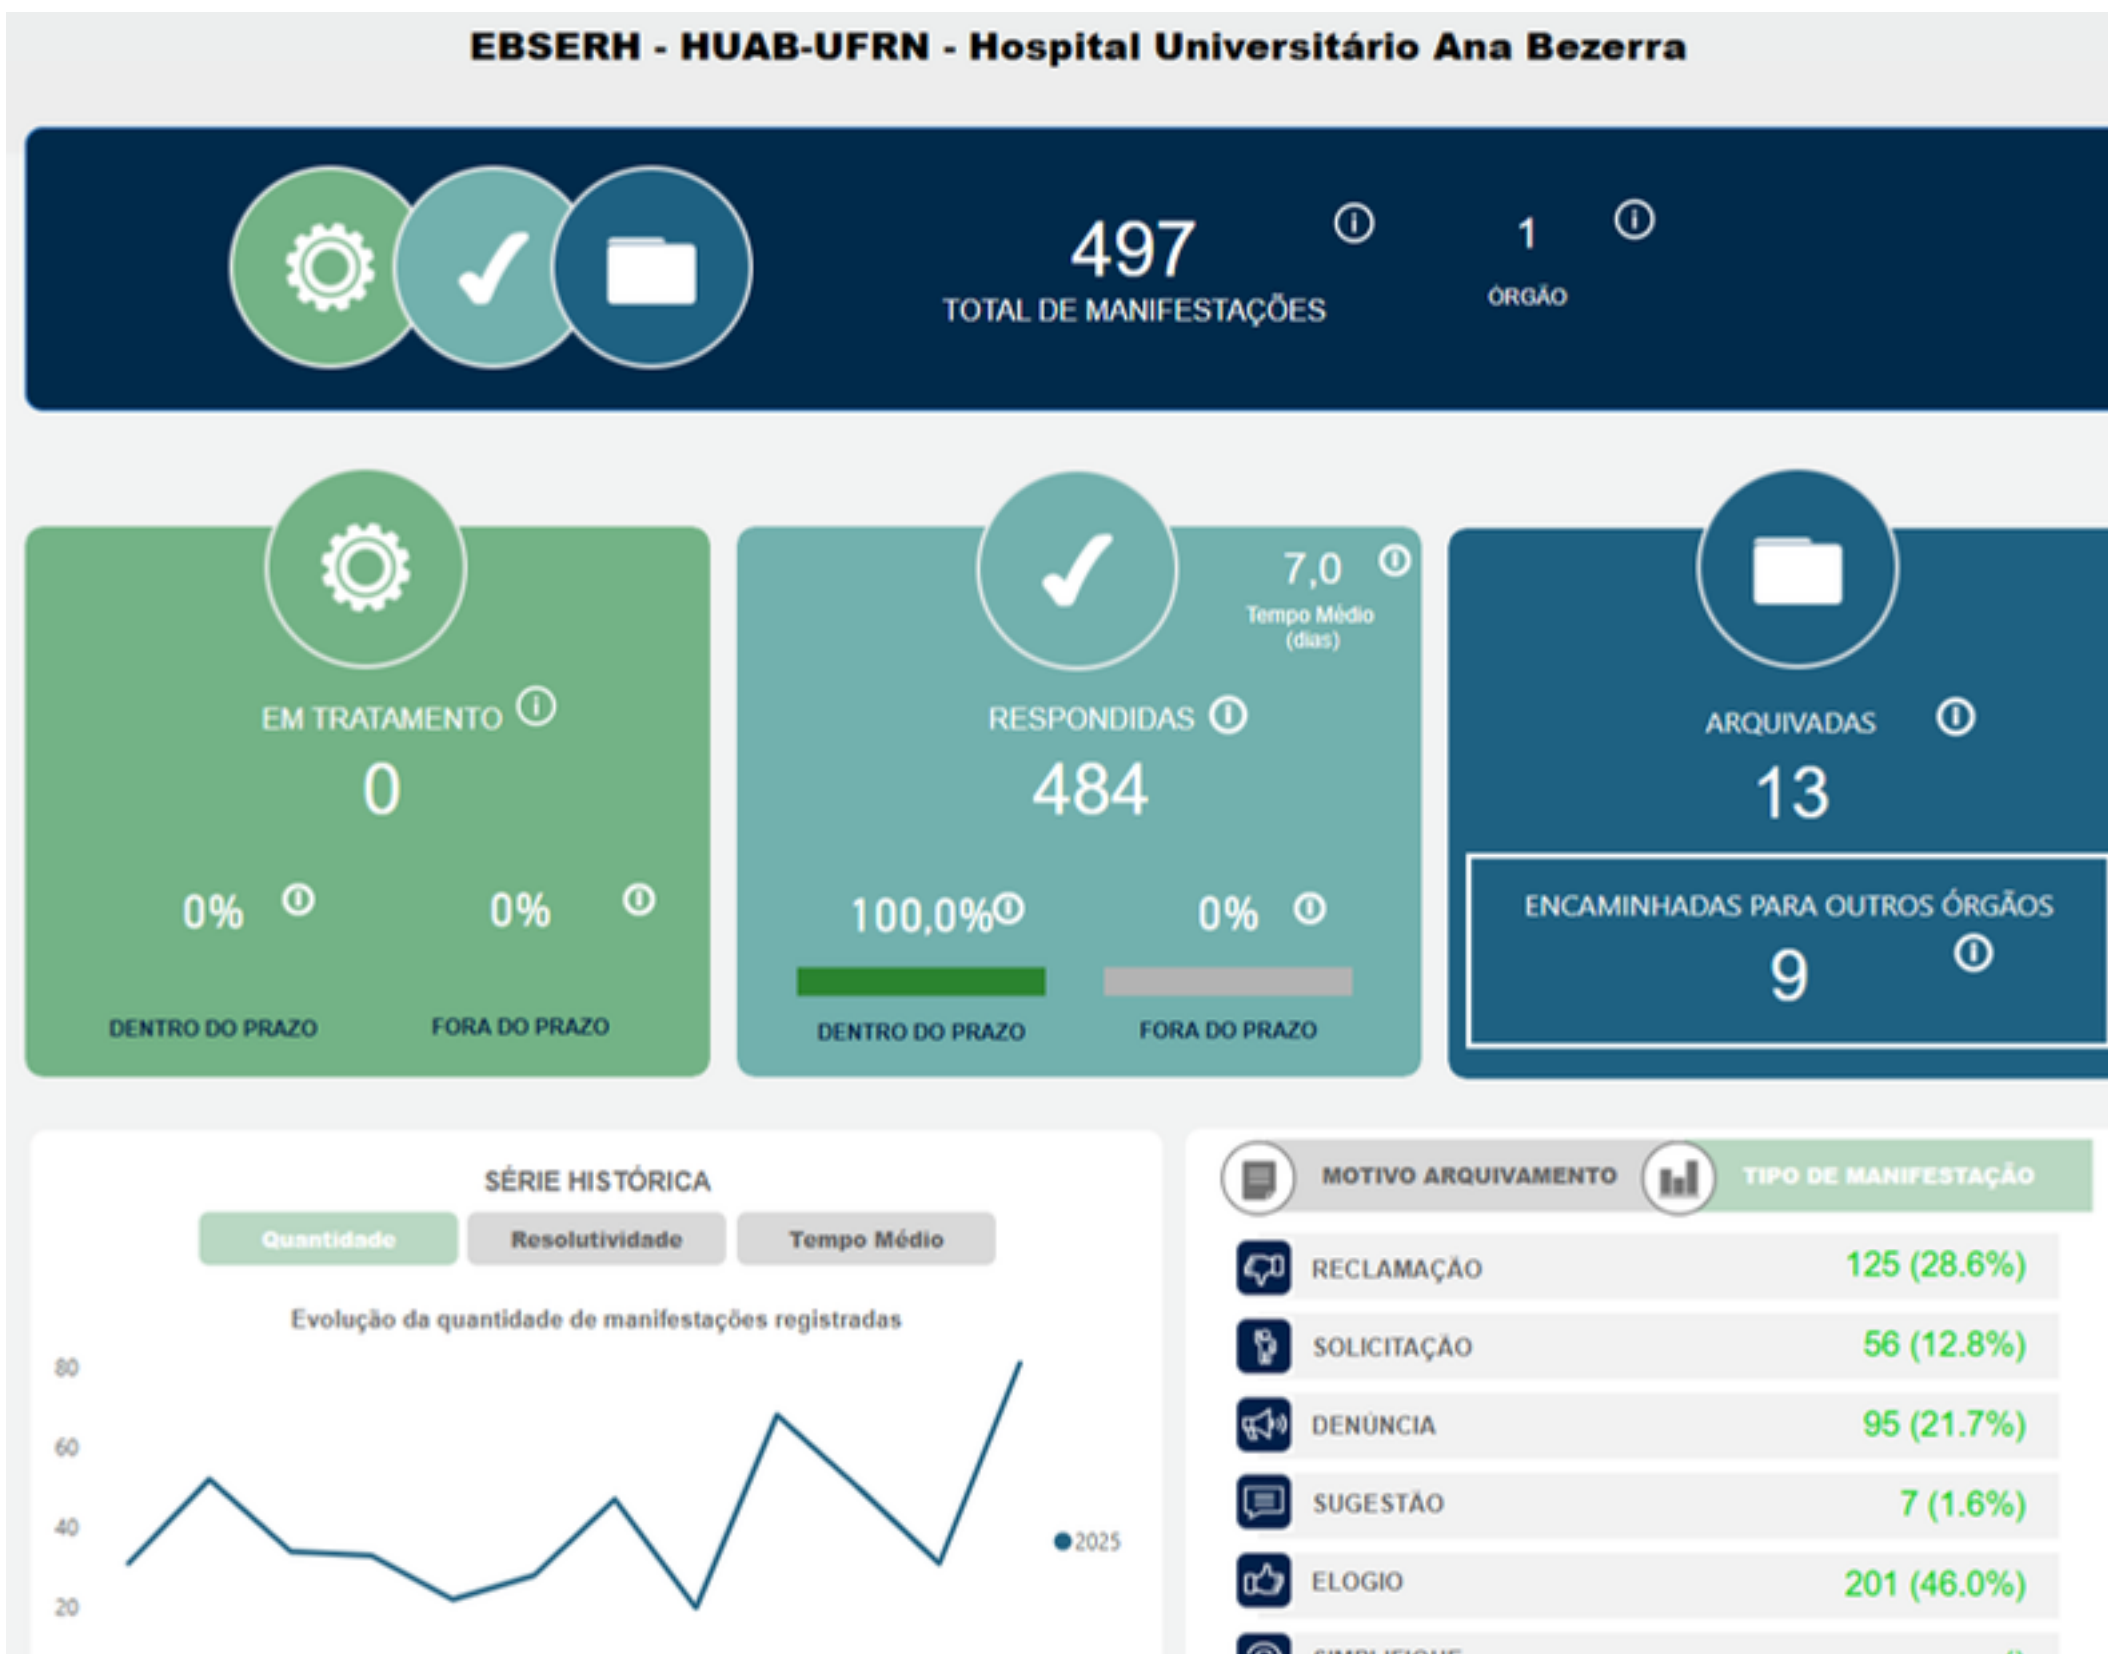 EBSERH - HUAB-UFRN - Hospital Universitário Ana Bezerra
497
TOTAL DE MANIFESTAÇÕES
1
ÓRGÃO
EM TRATAMENTO
0
0%
0%
DENTRO DO PRAZO
FORA DO PRAZO
7,0
Tempo Médio
(dias)
RESPONDIDAS
484
100,0%
0%
DENTRO DO PRAZO
FORA DO PRAZO
ARQUIVADAS
13
ENCAMINHADAS PARA OUTROS ÓRGÃOS
9
SÉRIE HISTÓRICA
Quantidade
Resolutividade
Tempo Médio
Evolução da quantidade de manifestações registradas
80
60
40
20
2025
MOTIVO ARQUIVAMENTO
TIPO DE MANIFESTAÇÃO
RECLAMAÇÃO 125 (28.6%)
SOLICITAÇÃO 56 (12.8%)
DENÚNCIA 95 (21.7%)
SUGESTÃO 7 (1.6%)
ELOGIO 201 (46.0%)